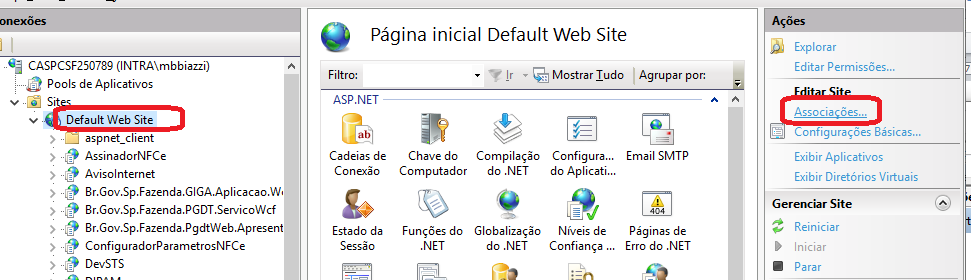 onexões
CASPCSF250789 (INTRA\mbbiazzi)
Pools de Aplicativos
Sites
Default Web Site
aspnet_client
AssinadorNFCe
AvisoInternet
Br.Gov.Sp.Fazenda.GIGA.Aplicacao.We
Br.Gov.Sp.Fazenda.PGDT.ServicoWcf
Br.Gov.Sp.Fazenda.PgdtWeb.Apresent
ConfiguradorParametrosNFCe
DevSTS
DIPAM
Página inicial Default Web Site
Filtro:
Ir
Mostrar Tudo
Agrupar por:
ASP.NET
Cadeias de Conexão
Chave do Computador
Compilação do .NET
Configura... do Aplicati...
Email SMTP
Estado da Sessão
Funções do .NET
Globalização do .NET
Níveis de Confiança ...
Páginas de Erro do .NET
Ações
Explorar
Editar Permissões...
Editar Site
Associações...
Configurações Básicas...
Exibir Aplicativos
Exibir Diretórios Virtuais
Gerenciar Site
Reiniciar
Iniciar
Parar